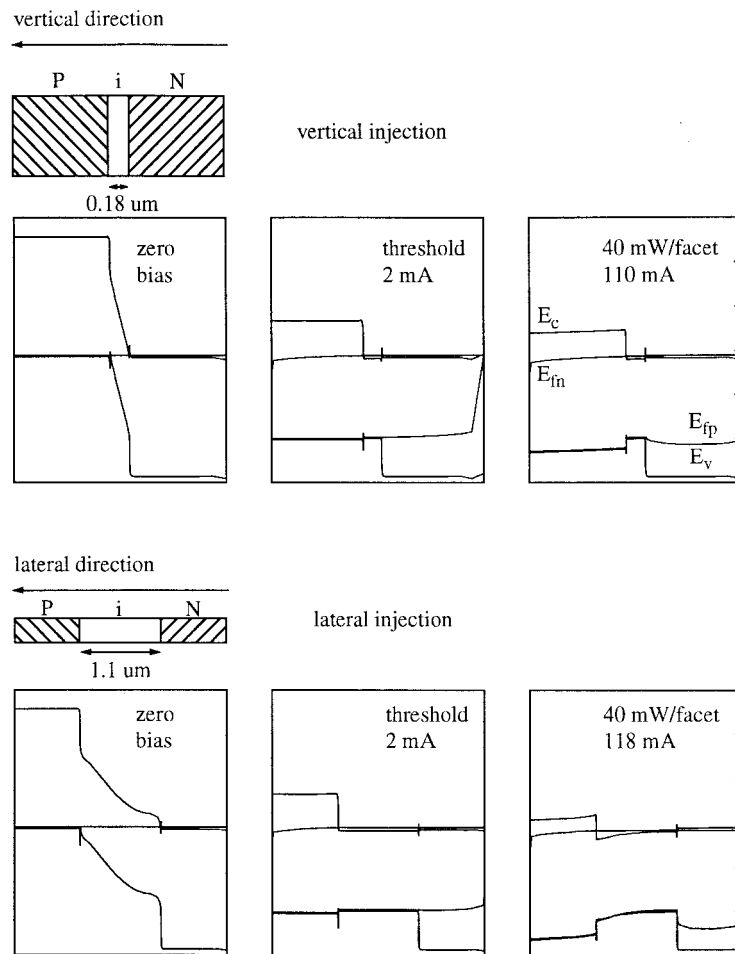 vertical direction
P i N
vertical injection
0.18 um
zero
bias
threshold
2 mA
40 mW/facet
110 mA
E_c
E_fn
E_fp
E_v
lateral direction
P i N
lateral injection
1.1 um
zero
bias
threshold
2 mA
40 mW/facet
118 mA